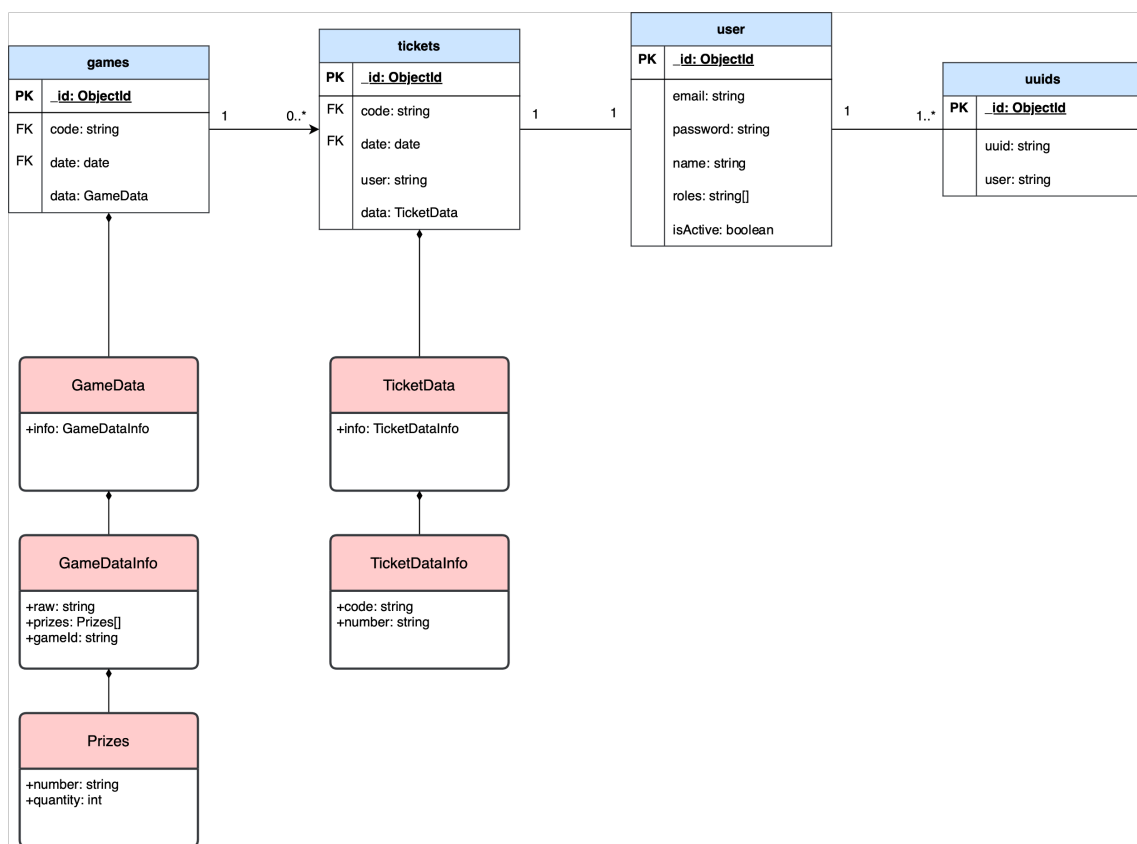 games
PK _id: ObjectId
FK code: string
FK date: date
data: GameData
1
0..*
tickets
PK _id: ObjectId
FK code: string
FK date: date
user: string
data: TicketData
1
1
user
PK _id: ObjectId
email: string
password: string
name: string
roles: string[]
isActive: boolean
1
1..*
uuids
PK _id: ObjectId
uuid: string
user: string
GameData
+info: GameDataInfo
TicketData
+info: TicketDataInfo
GameDataInfo
+raw: string
+prizes: Prizes[]
+gameId: string
TicketDataInfo
+code: string
+number: string
Prizes
+number: string
+quantity: int